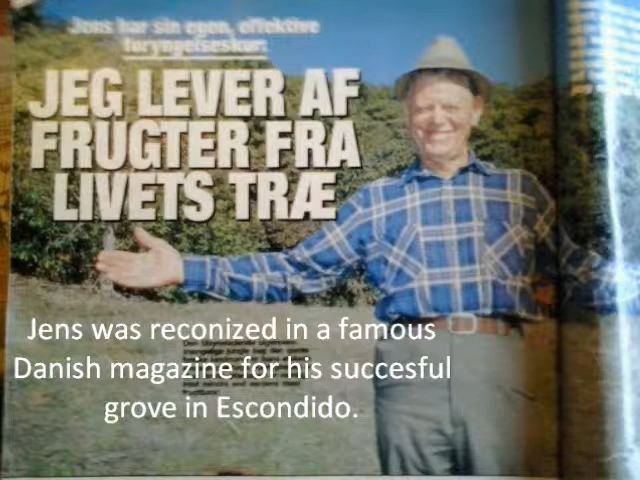 Jens har sin egen, effektive
foryngelseskur:
JEG LEVER AF
FRUGTER FRA
LIVETS TRÆ
Jens was reconized in a famous
Danish magazine for his succesful
grove in Escondido.